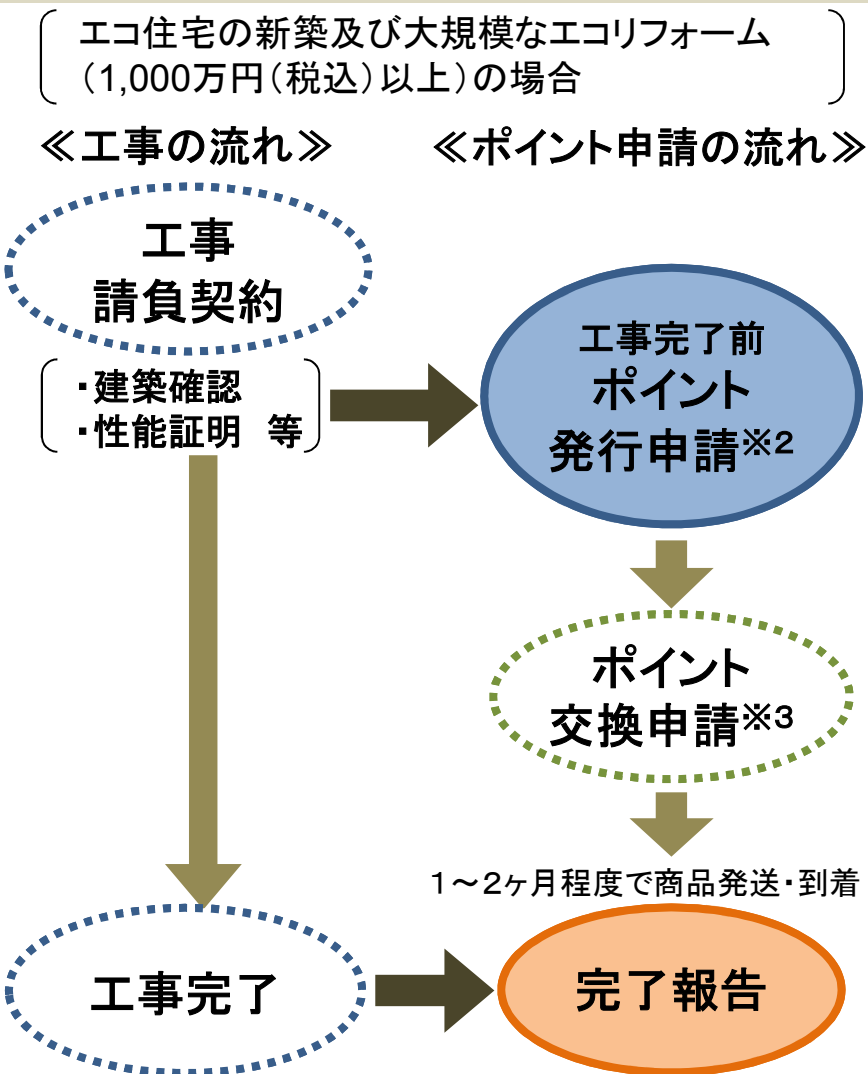 エコ住宅の新築及び大規模なエコリフォーム
(1,000万円(税込)以上)の場合
≪工事の流れ≫
≪ポイント申請の流れ≫
工事
請負契約
・建築確認
・性能証明　等
工事完了前
ポイント
発行申請※2
ポイント
交換申請※3
1～2ヶ月程度で商品発送・到着
工事完了
完了報告